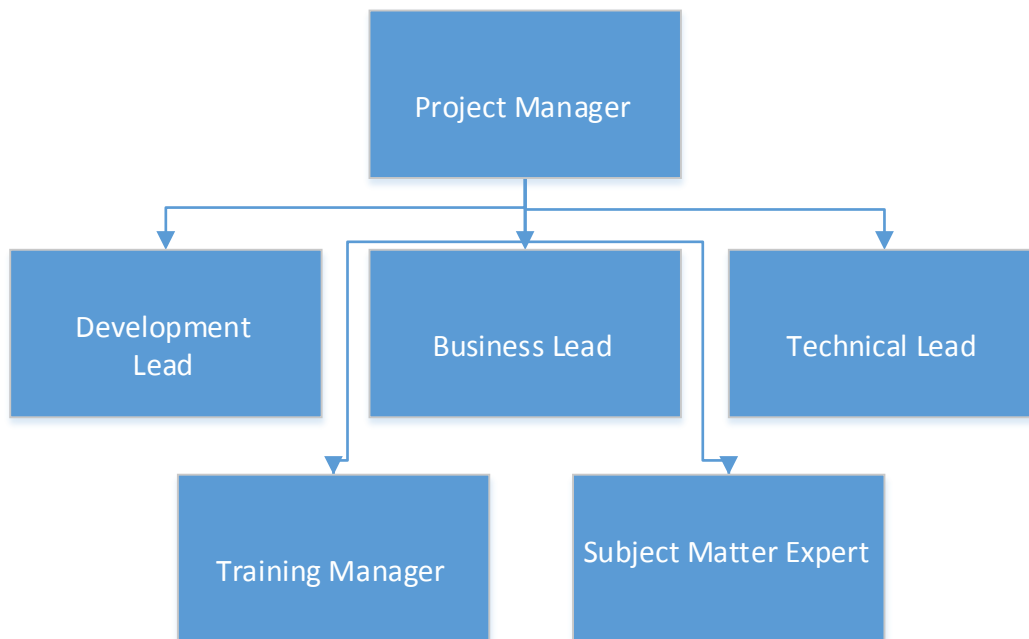 Project Manager
Development
Lead
Business Lead
Technical Lead
Training Manager
Subject Matter Expert